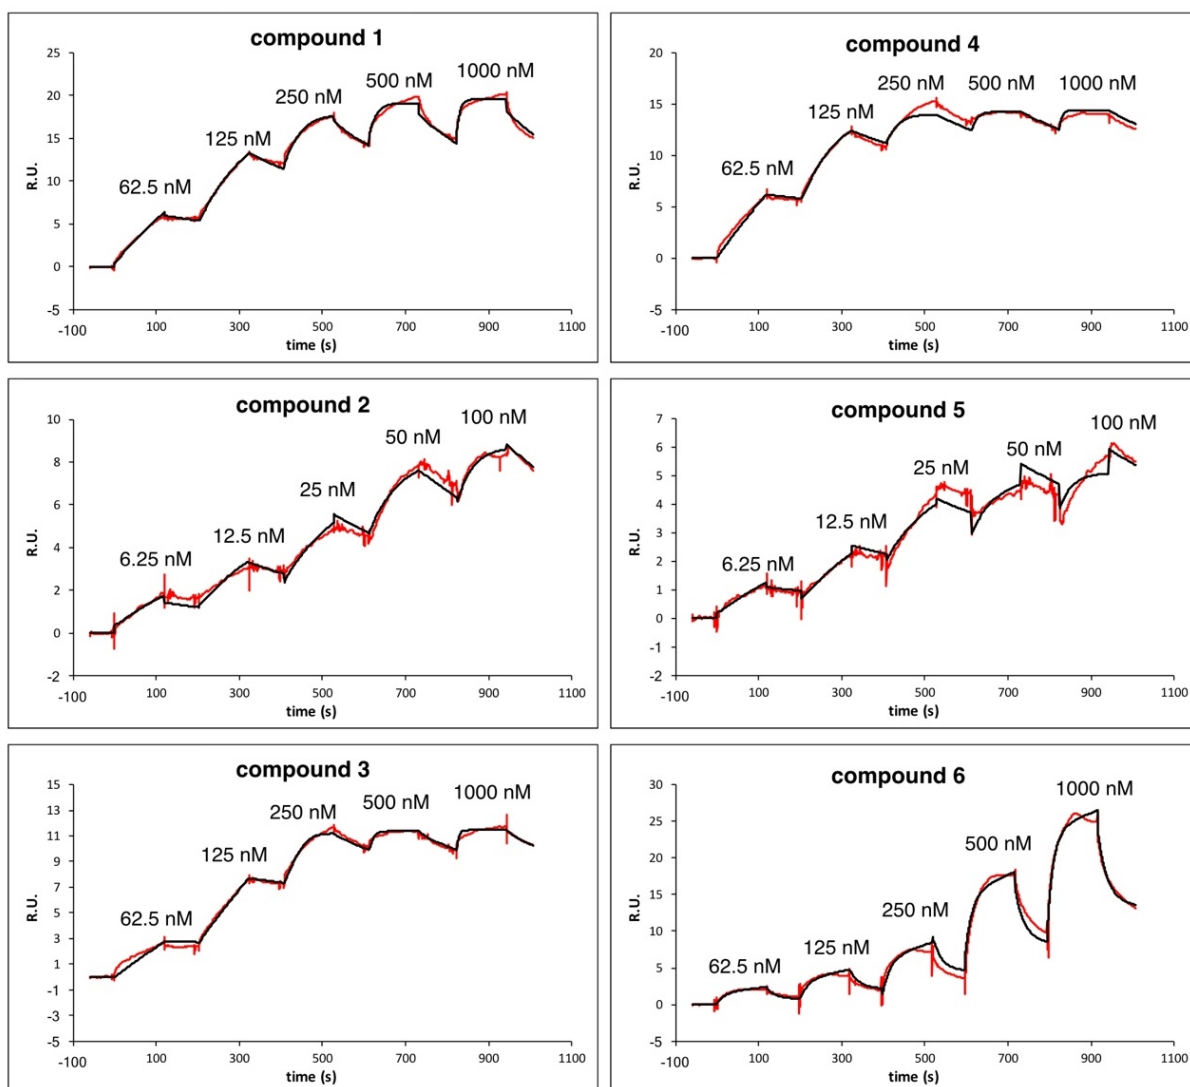 compound 1
25
20
15
10
5
0
-5
R.U.
62.5 nM
125 nM
250 nM
500 nM
1000 nM
-100 100 300 500 700 900 1100
time (s)
compound 4
20
15
10
5
0
-5
R.U.
62.5 nM
125 nM
250 nM
500 nM
1000 nM
-100 100 300 500 700 900 1100
time (s)
compound 2
10
8
6
4
2
0
-2
R.U.
6.25 nM
12.5 nM
25 nM
50 nM
100 nM
-100 100 300 500 700 900 1100
time (s)
compound 5
7
6
5
4
3
2
1
0
-1
-2
R.U.
6.25 nM
12.5 nM
25 nM
50 nM
100 nM
-100 100 300 500 700 900 1100
time (s)
compound 3
15
13
11
9
7
5
3
1
-1
-3
-5
R.U.
62.5 nM
125 nM
250 nM
500 nM
1000 nM
-100 100 300 500 700 900 1100
time (s)
compound 6
30
25
20
15
10
5
0
-5
R.U.
62.5 nM
125 nM
250 nM
500 nM
1000 nM
-100 100 300 500 700 900 1100
time (s)